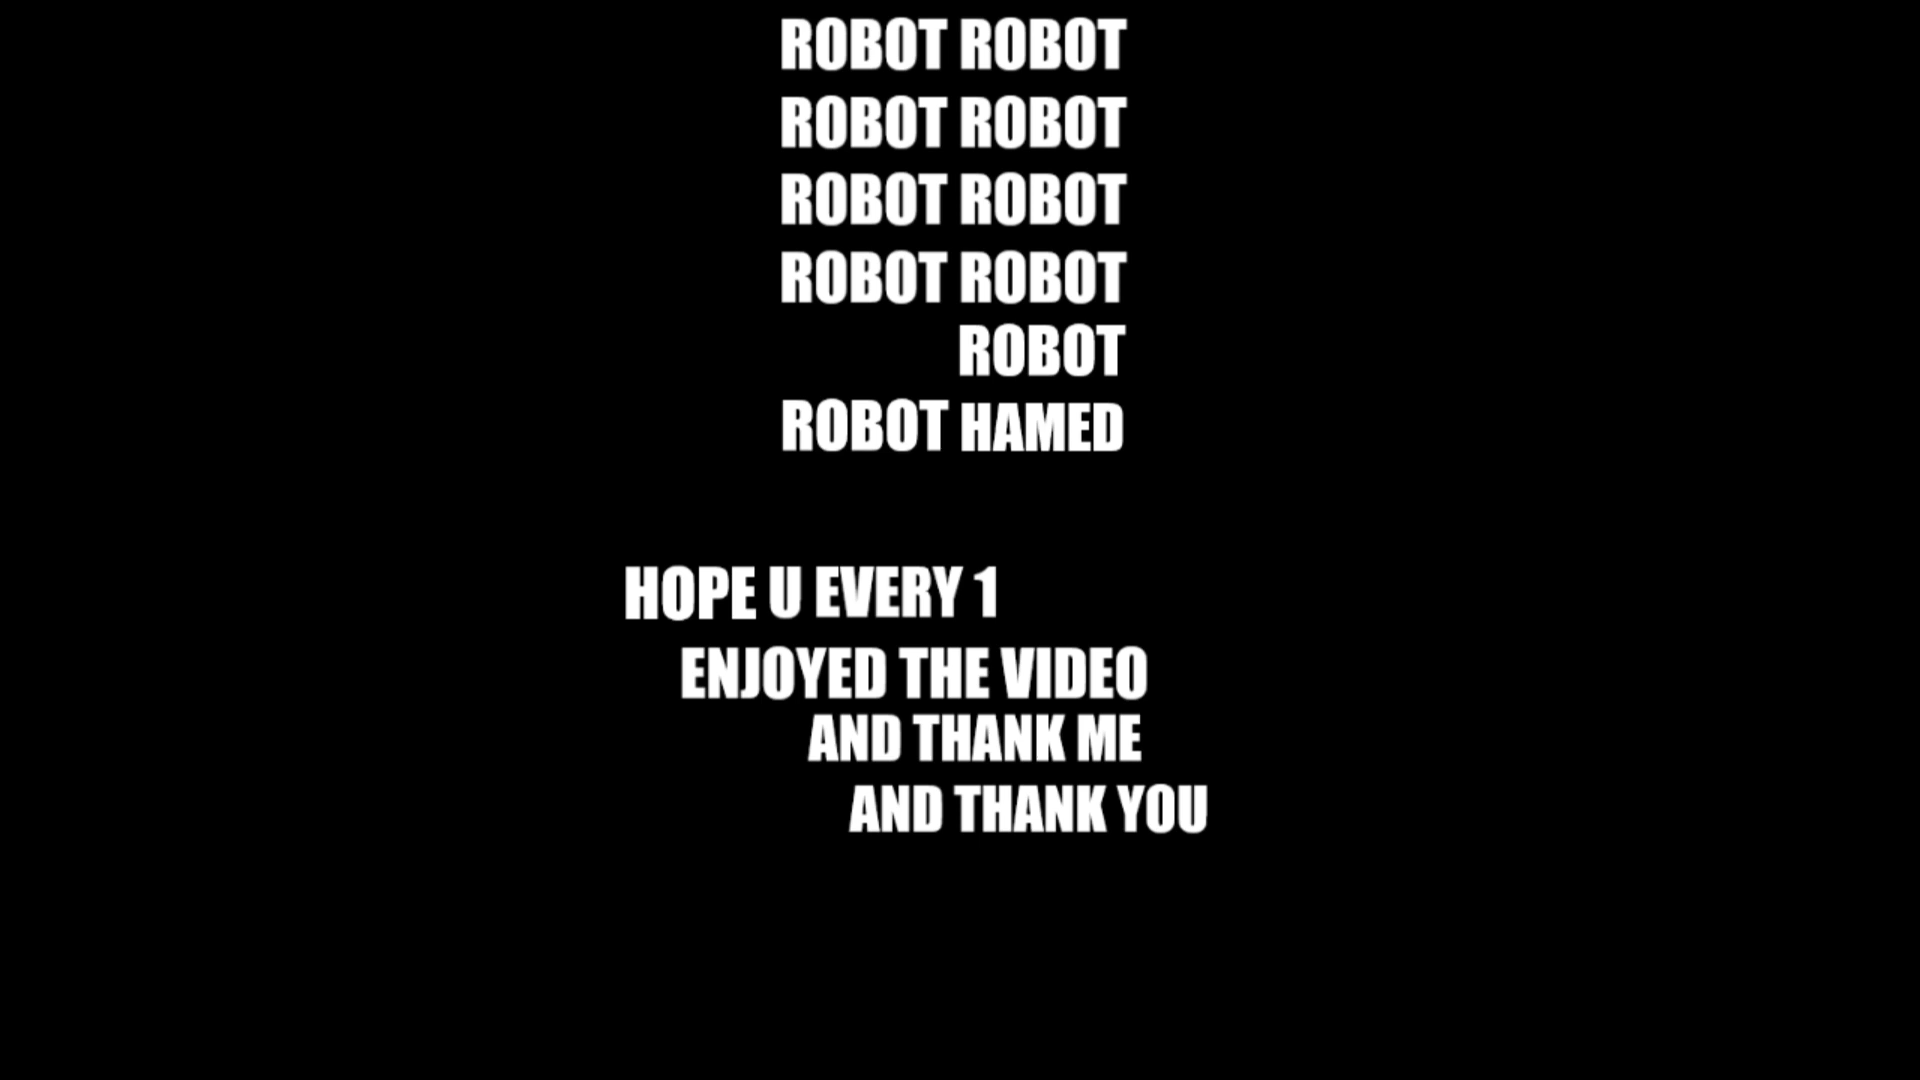 ROBOT ROBOT
ROBOT ROBOT
ROBOT ROBOT
ROBOT ROBOT
ROBOT
ROBOT HAMED
HOPE U EVERY 1
ENJOYED THE VIDEO
AND THANK ME
AND THANK YOU